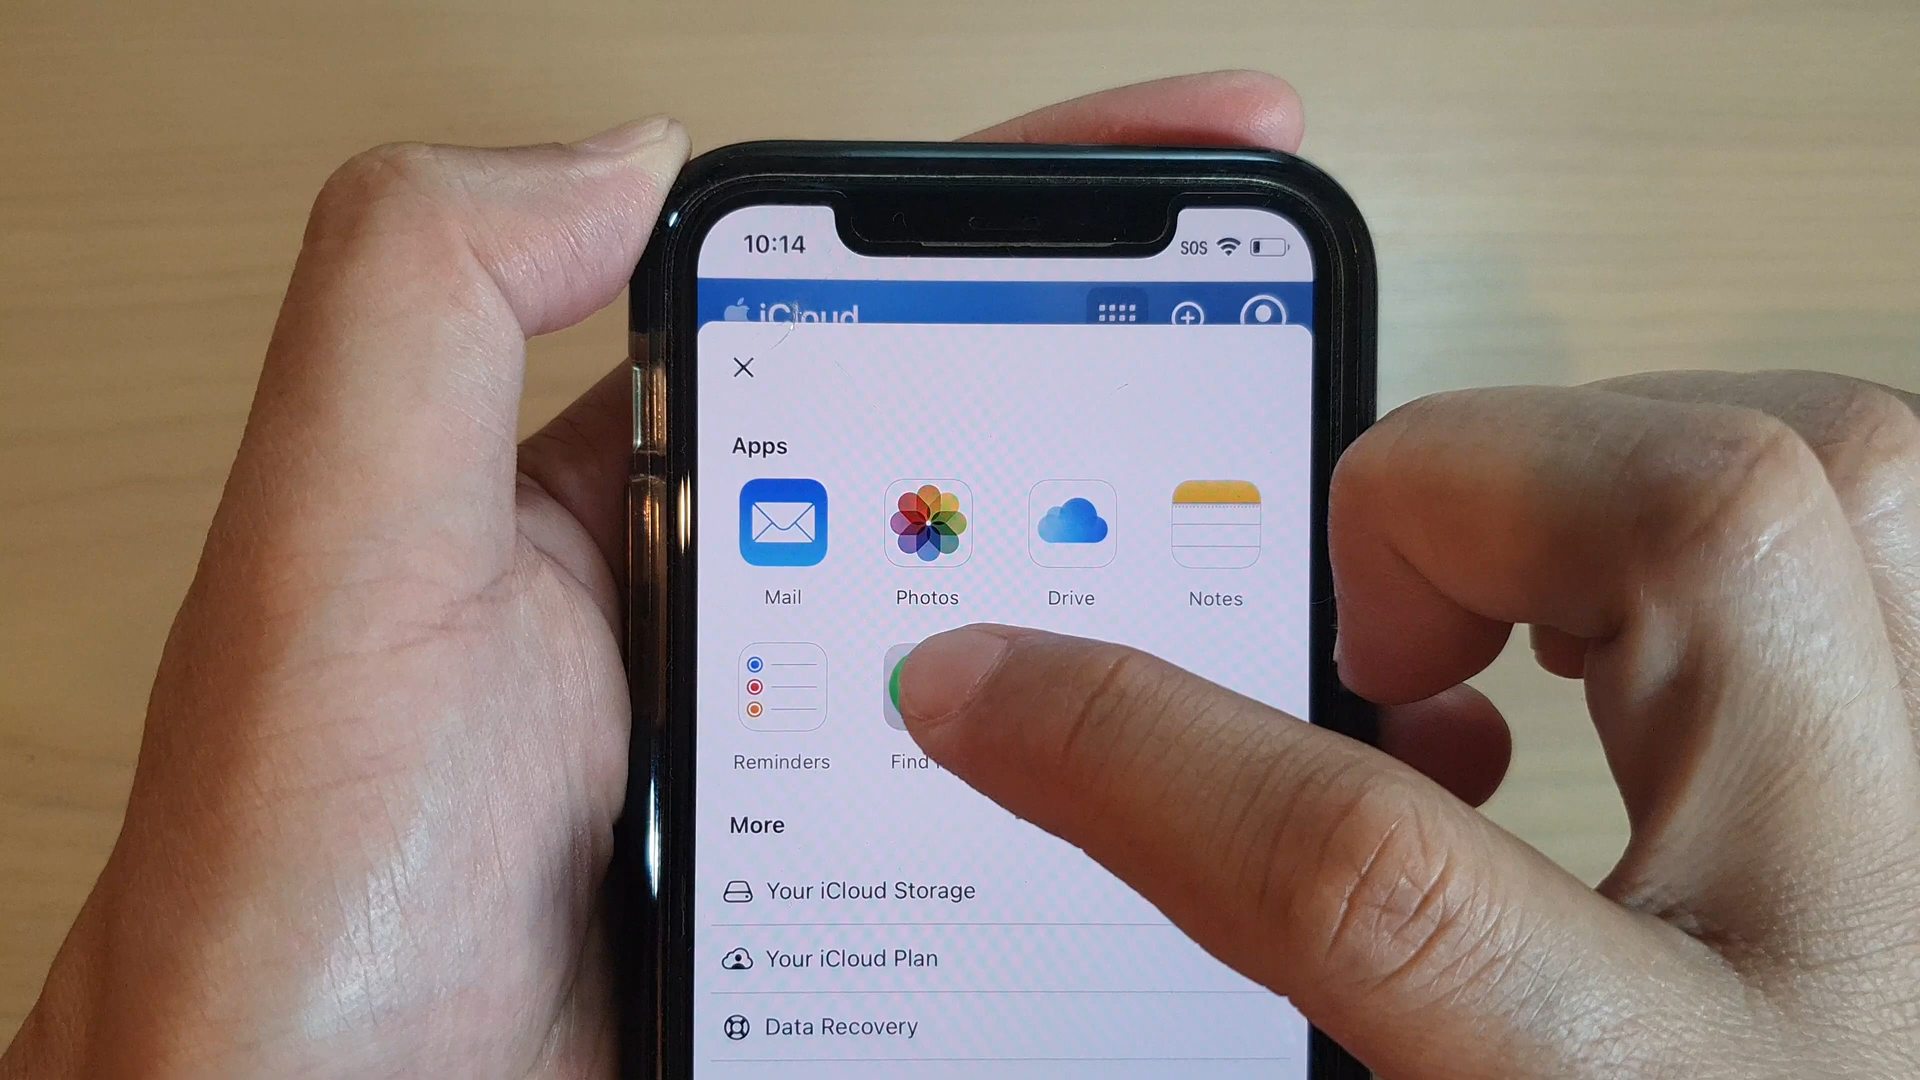 10:14 SOS
iCloud
Apps
Mail Photos Drive Notes
Reminders Find
More
Your iCloud Storage
Your iCloud Plan
Data Recovery